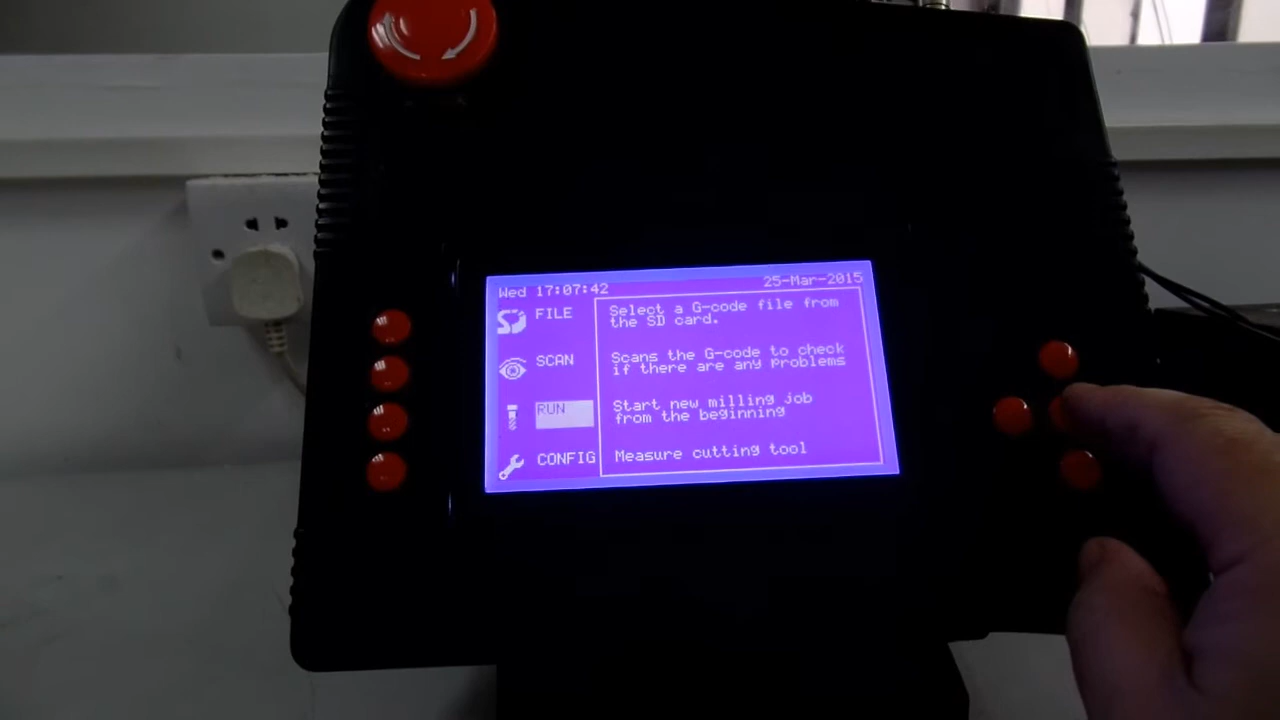 Wed 17:07:42 25-Mar-2015
FILE
Select a G-code file from
the SD card.
SCAN
Scans the G-code to check
if there are any problems
RUN
Start new milling job
from the beginning
CONFIG
Measure cutting tool